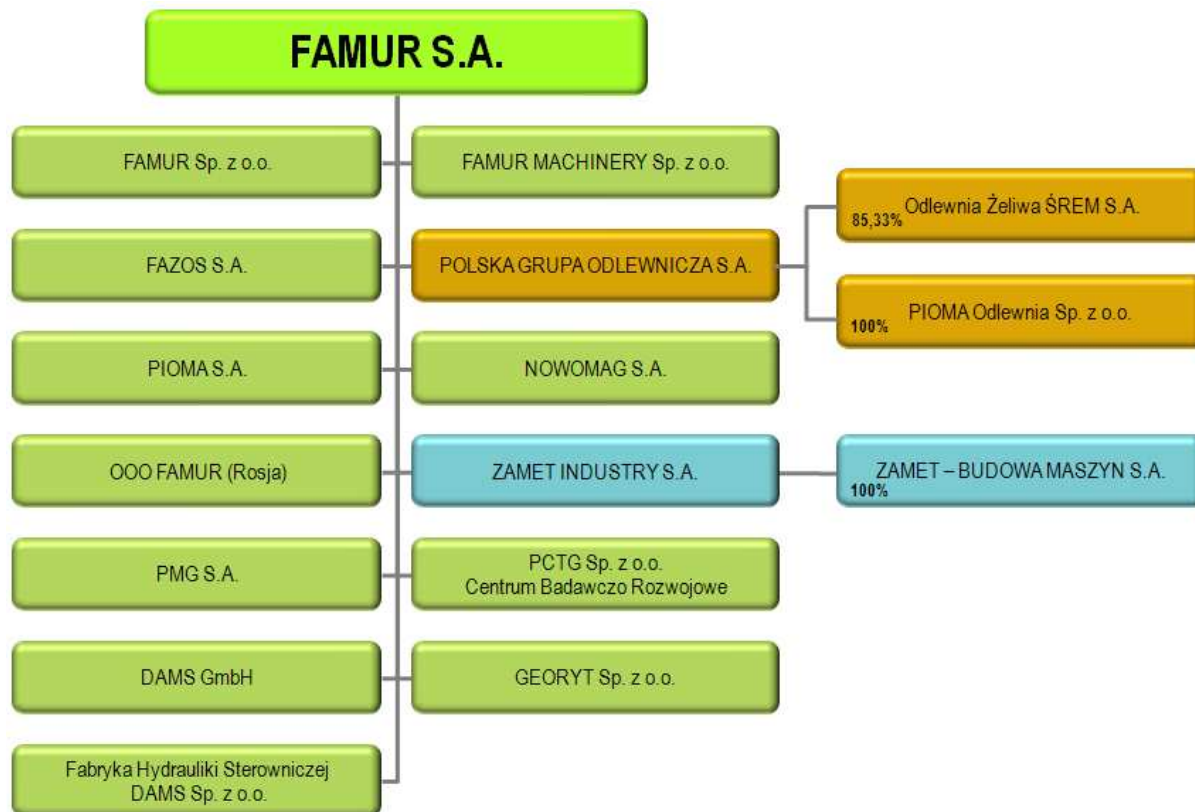 FAMUR S.A.
FAMUR Sp. z o.o.
FAMUR MACHINERY Sp. z o.o.
Odlewnia Żeliwa ŚREM S.A.
85,33%
FAZOS S.A.
POLSKA GRUPA ODLEWNICZA S.A.
PIOMA Odlewnia Sp. z o.o.
100%
PIOMA S.A.
NOWOMAG S.A.
OOO FAMUR (Rosja)
ZAMET INDUSTRY S.A.
ZAMET – BUDOWA MASZYN S.A.
100%
PMG S.A.
PCTG Sp. z o.o.
Centrum Badawczo Rozwojowe
DAMS GmbH
GEORYT Sp. z o.o.
Fabryka Hydrauliki Sterowniczej
DAMS Sp. z o.o.